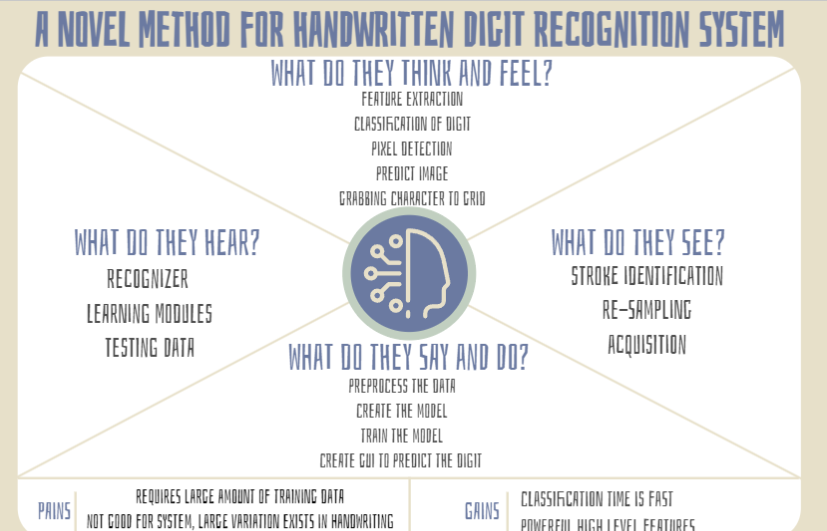 A NOVEL METHOD FOR HANDWRITTEN DIGIT RECOGNITION SYSTEM
WHAT DO THEY THINK AND FEEL?
FEATURE EXTRACTION
CLASSIFICATION OF DIGIT
PIXEL DETECTION
PREDICT IMAGE
GRABBING CHARACTER TO GRID
WHAT DO THEY HEAR?
RECOGNIZER
LEARNING MODULES
TESTING DATA
WHAT DO THEY SEE?
STROKE IDENTIFICATION
RE-SAMPLING
ACQUISITION
WHAT DO THEY SAY AND DO?
PREPROCESS THE DATA
CREATE THE MODEL
TRAIN THE MODEL
CREATE GUI TO PREDICT THE DIGIT
PAINS
REQUIRES LARGE AMOUNT OF TRAINING DATA
NOT GOOD FOR SYSTEM, LARGE VARIATION EXISTS IN HANDWRITING
GAINS
CLASSIFICATION TIME IS FAST
POWERFUL HIGH LEVEL FEATURES